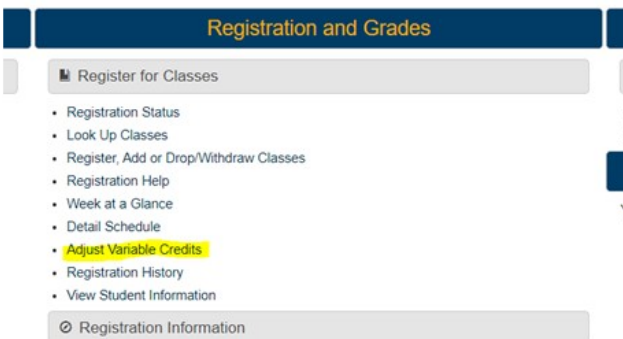 Registration and Grades
Register for Classes
Registration Status
Look Up Classes
Register, Add or Drop/Withdraw Classes
Registration Help
Week at a Glance
Detail Schedule
Adjust Variable Credits
Registration History
View Student Information
Registration Information